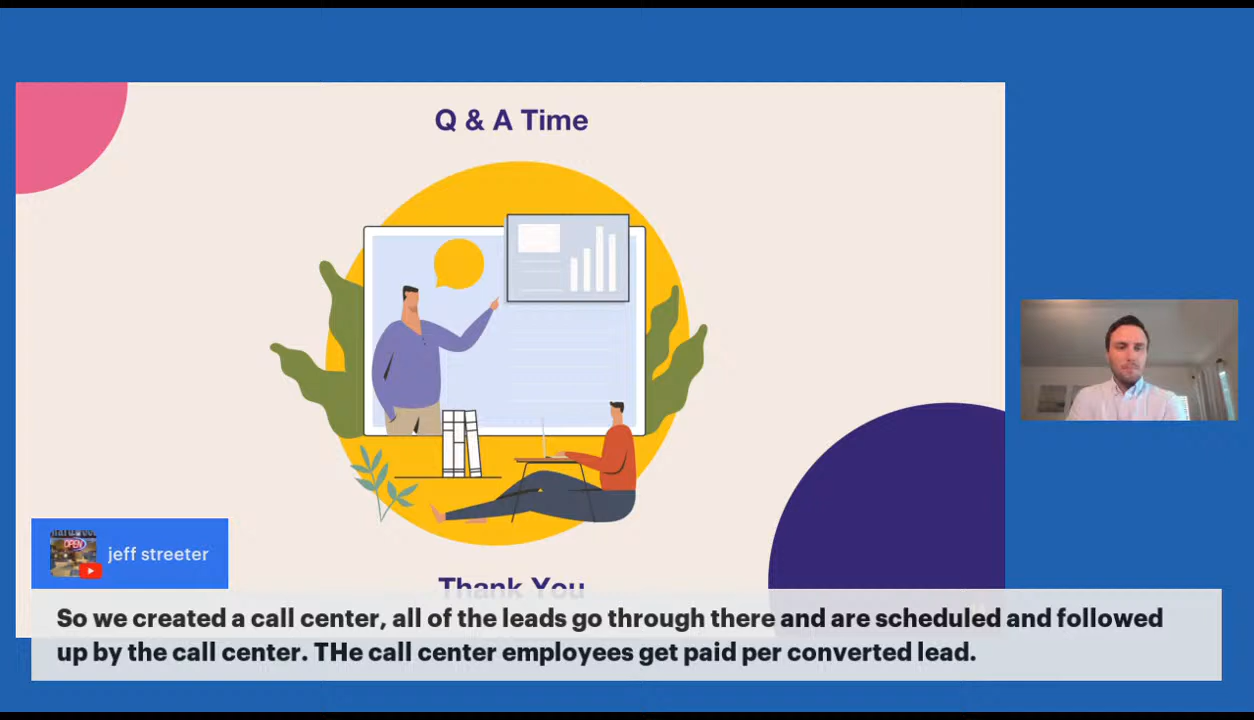 Q & A Time
OPEN
jeff streeter
Thank You
So we created a call center, all of the leads go through there and are scheduled and followed
up by the call center. THe call center employees get paid per converted lead.